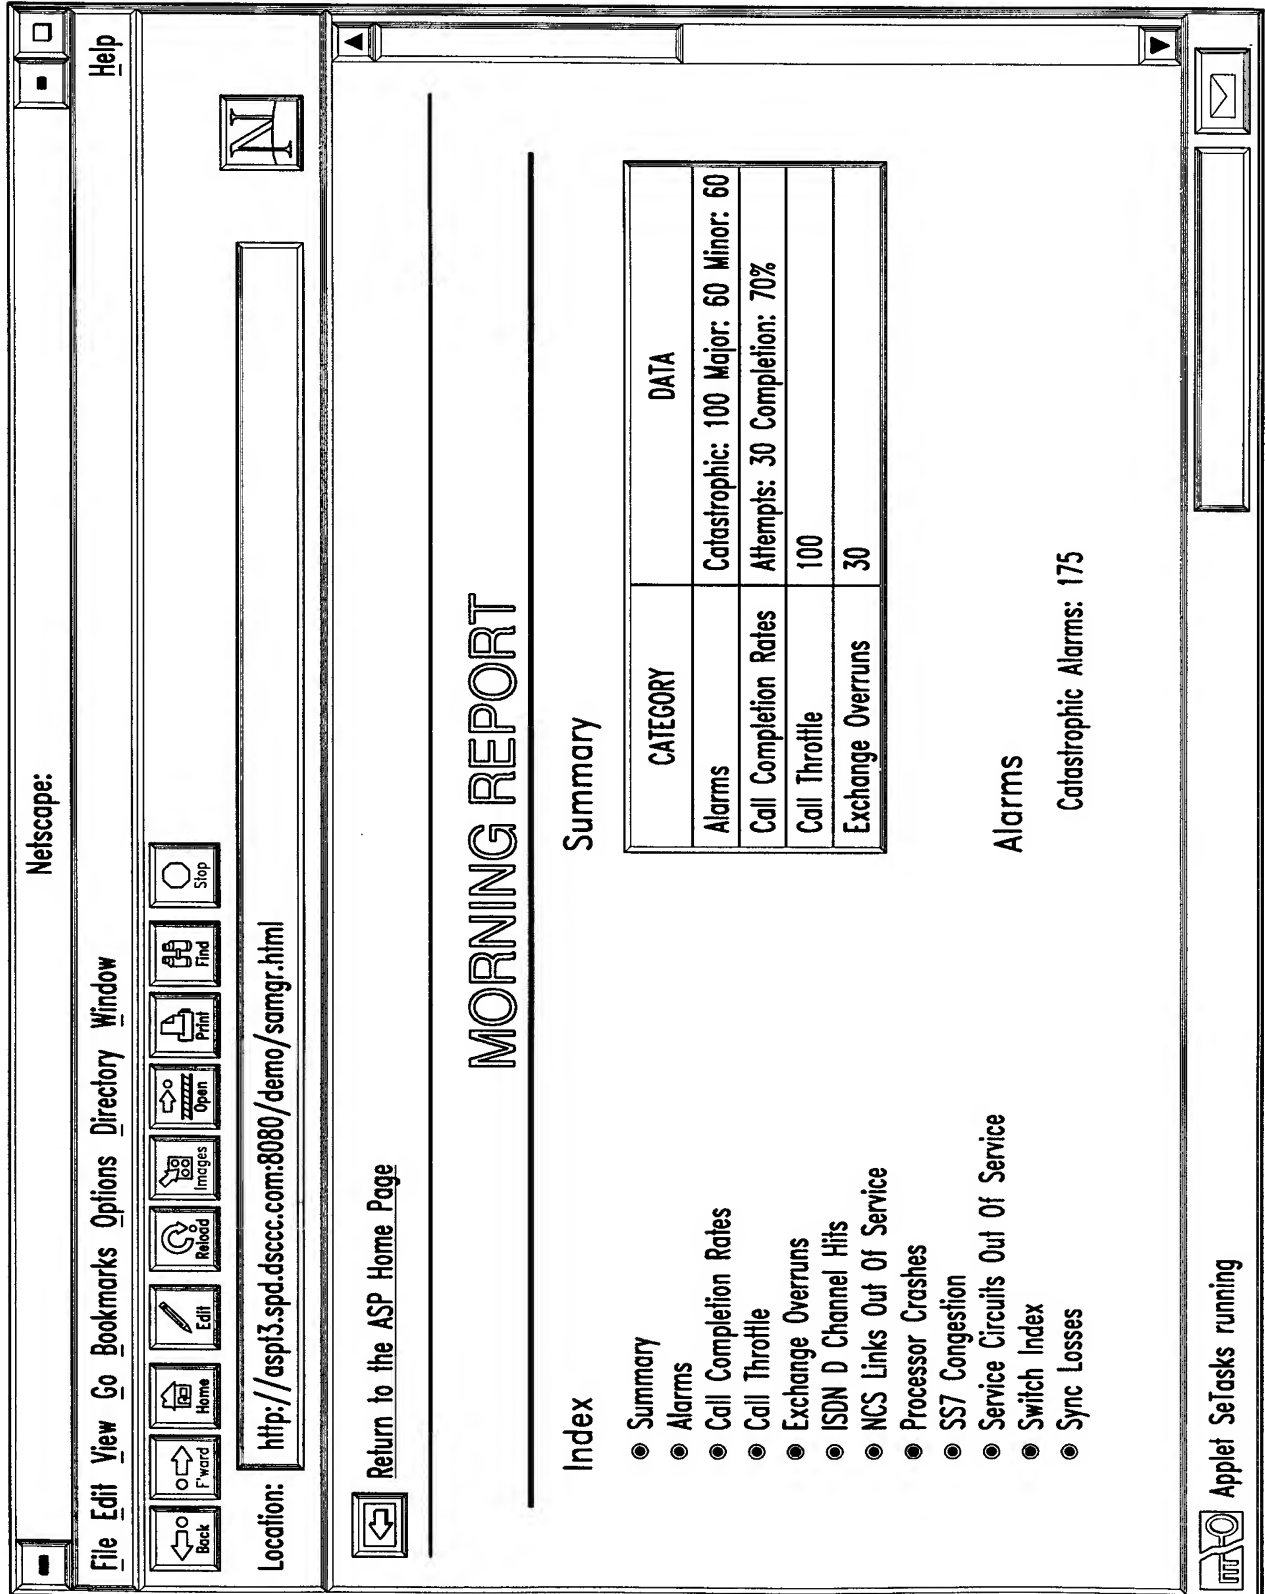 Netscape:
File Edit View Go Bookmarks Options Directory Window Help
Back F'ward Home Edit Reload Images Open Print Find Stop
N
Location: http://aspt3.spd.dsccc.com:8080/demo/samgr.html
Return to the ASP Home Page
MORNING REPORT
Index
Summary
Alarms
Call Completion Rates
Call Throttle
Exchange Overruns
ISDN D Channel Hits
NCS Links Out Of Service
Processor Crashes
SS7 Congestion
Service Circuits Out Of Service
Switch Index
Sync Losses
Summary
CATEGORY DATA
Alarms Catastrophic: 100 Major: 60 Minor: 60
Call Completion Rates Attempts: 30 Completion: 70%
Call Throttle 100
Exchange Overruns 30
Alarms
Catastrophic Alarms: 175
Applet SeTasks running